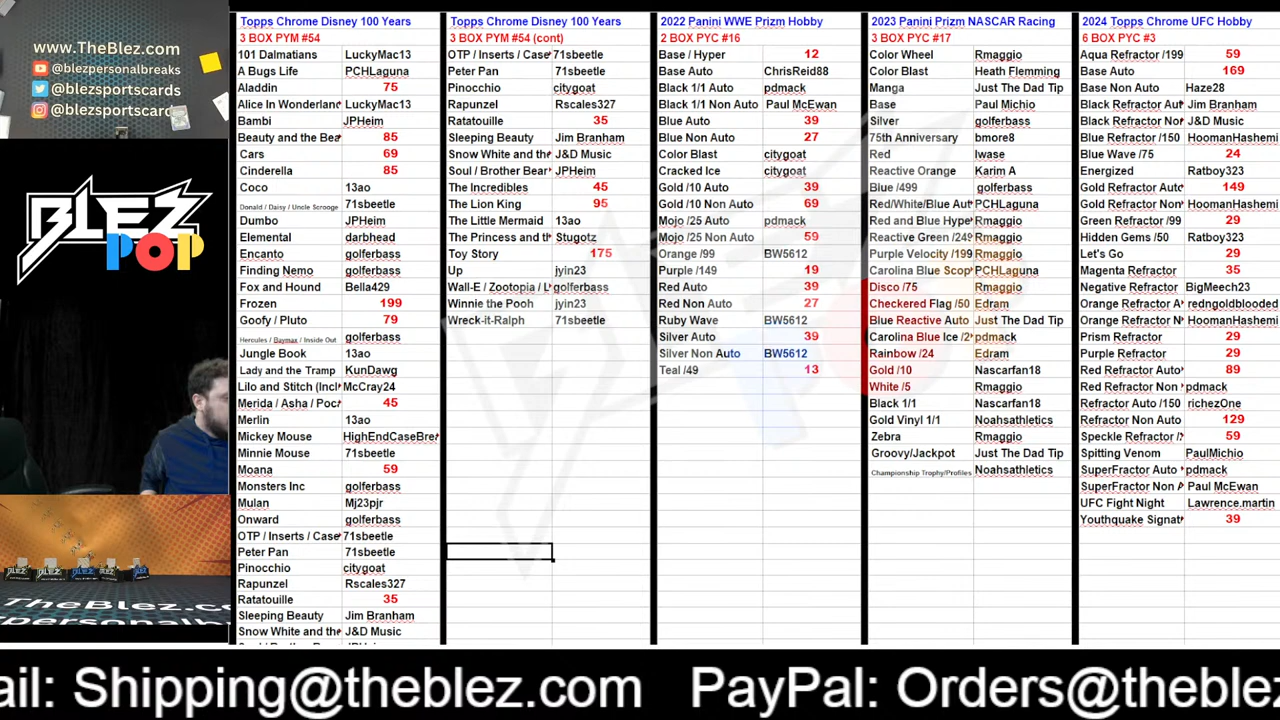 www.TheBlez.com
@blezpersonalbreaks
@blezsportscards
BLEZ
POP
TheBlez.c
Topps Chrome Disney 100 Years
3 BOX PYM #54
101 Dalmatians LuckyMac13
A Bugs Life PCHLaguna
Aladdin 75
Alice In Wonderlan LuckyMac13
Bambi JPHeim
Beauty and the Bea 85
Cars 69
Cinderella 85
Coco 13ao
Donald / Daisy / Uncle Scrooge 71sbeetle
Dumbo JPHeim
Elemental darbhead
Encanto golferbass
Finding Nemo golferbass
Fox and Hound Bella429
Frozen 199
Goofy / Pluto 79
Hercules / Baymax / Inside Out golferbass
Jungle Book 13ao
Lady and the Tramp KunDawg
Lilo and Stitch (Incl McCray24
Merida / Asha / Poc 45
Merlin 13ao
Mickey Mouse HighEndCaseBre
Minnie Mouse 71sbeetle
Moana 59
Monsters Inc golferbass
Mulan Mj23pjr
Onward golferbass
OTP / Inserts / Case 71sbeetle
Peter Pan 71sbeetle
Pinocchio citygoat
Rapunzel Rscales327
Ratatouille 35
Sleeping Beauty Jim Branham
Snow White and the J&D Music
Topps Chrome Disney 100 Years
3 BOX PYM #54 (cont)
OTP / Inserts / Case 71sbeetle
Peter Pan 71sbeetle
Pinocchio citygoat
Rapunzel Rscales327
Ratatouille 35
Sleeping Beauty Jim Branham
Snow White and the J&D Music
Soul / Brother Bear JPHeim
The Incredibles 45
The Lion King 95
The Little Mermaid 13ao
The Princess and th Stugotz
Toy Story 175
Up jyin23
Wall-E / Zootopia / L golferbass
Winnie the Pooh jyin23
Wreck-it-Ralph 71sbeetle
2022 Panini WWE Prizm Hobby
2 BOX PYC #16
Base / Hyper 12
Base Auto ChrisReid88
Black 1/1 Auto pdmack
Black 1/1 Non Auto Paul McEwan
Blue Auto 39
Blue Non Auto 27
Color Blast citygoat
Cracked Ice citygoat
Gold /10 Auto 39
Gold /10 Non Auto 69
Mojo /25 Auto pdmack
Mojo /25 Non Auto 59
Orange /99 BW5612
Purple /149 19
Red Auto 39
Red Non Auto 27
Ruby Wave BW5612
Silver Auto 39
Silver Non Auto BW5612
Teal /49 13
2023 Panini Prizm NASCAR Racing
3 BOX PYC #17
Color Wheel Rmaggio
Color Blast Heath Flemming
Manga Just The Dad Tip
Base Paul Michio
Silver golferbass
75th Anniversary bmore8
Red Iwase
Reactive Orange Karim A
Blue /499 golferbass
Red/White/Blue Aut PCHLaguna
Red and Blue Hype Rmaggio
Reactive Green /249 Rmaggio
Purple Velocity /199 Rmaggio
Carolina Blue Scop PCHLaguna
Disco /75 Rmaggio
Checkered Flag /50 Edram
Blue Reactive Auto Just The Dad Tip
Carolina Blue Ice /2 pdmack
Rainbow /24 Edram
Gold /10 Nascarfan18
White /5 Rmaggio
Black 1/1 Nascarfan18
Gold Vinyl 1/1 Noahsathletics
Zebra Rmaggio
Groovy/Jackpot Just The Dad Tip
Championship Trophy/Profiles Noahsathletics
2024 Topps Chrome UFC Hobby
6 BOX PYC #3
Aqua Refractor /199 59
Base Auto 169
Base Non Auto Haze28
Black Refractor Aut Jim Branham
Black Refractor No J&D Music
Blue Refractor /150 HoomanHashemi
Blue Wave /75 24
Energized Ratboy323
Gold Refractor Aut 149
Gold Refractor Non HoomanHashemi
Green Refractor /99 29
Hidden Gems /50 Ratboy323
Let's Go 29
Magenta Refractor 35
Negative Refractor BigMeech23
Orange Refractor A redngoldblooded
Orange Refractor N HoomanHashemi
Prism Refractor 29
Purple Refractor 29
Red Refractor Auto 89
Red Refractor Non pdmack
Refractor Auto /150 richezOne
Refractor Non Auto 129
Speckle Refractor / 59
Spitting Venom PaulMichio
SuperFractor Auto pdmack
SuperFractor Non A Paul McEwan
UFC Fight Night Lawrence.martin
Youthquake Signat 39
ail: Shipping@theblez.com PayPal: Orders@theblez